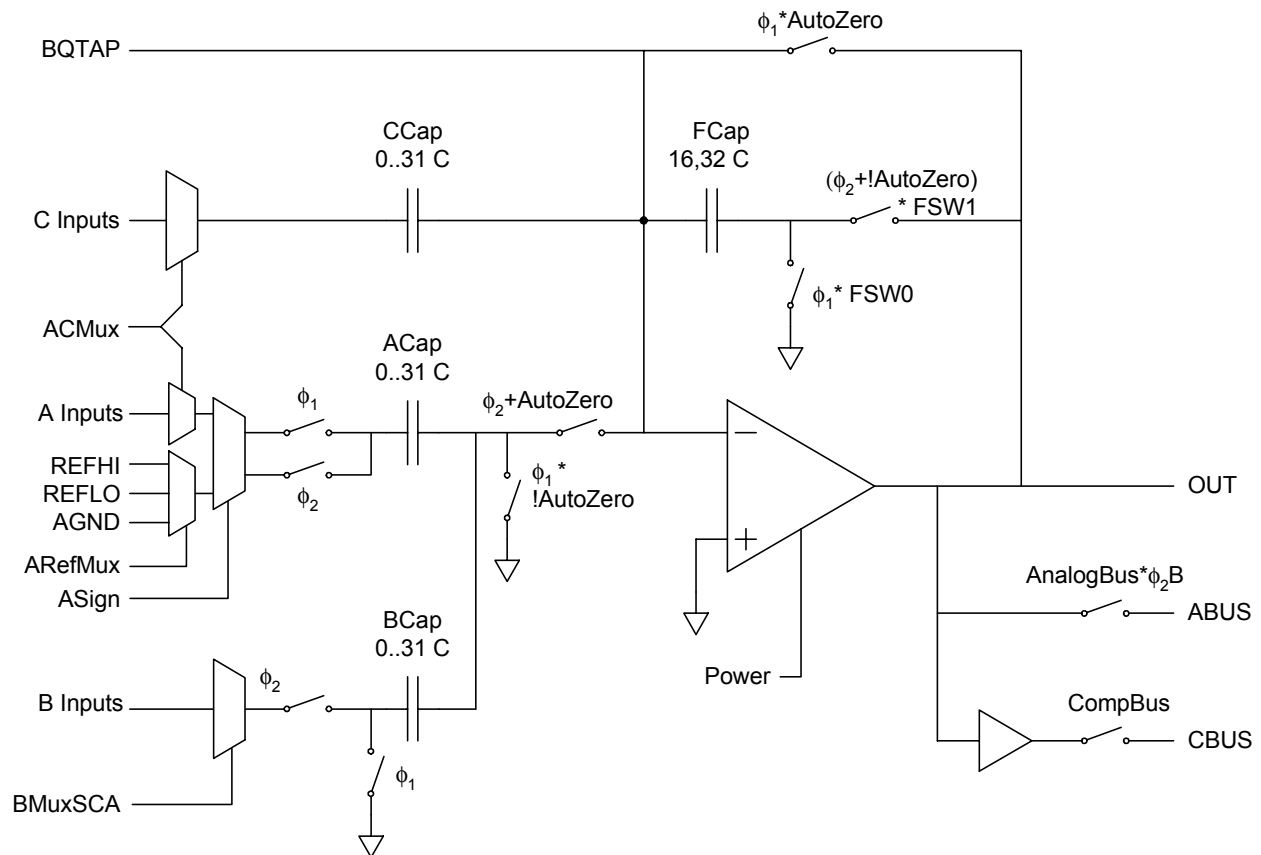 ϕ1*AutoZero
BQTAP
CCap
0..31 C
FCap
16,32 C
(ϕ2+!AutoZero)
* FSW1
C Inputs
ϕ1* FSW0
ACMux
ACap
0..31 C
A Inputs
ϕ1
ϕ2+AutoZero
REFHI
REFLO
AGND
ϕ2
ϕ1*
!AutoZero
OUT
ARefMux
ASign
AnalogBus*ϕ2B
ABUS
BCap
0..31 C
Power
B Inputs
ϕ2
CompBus
CBUS
ϕ1
BMuxSCA